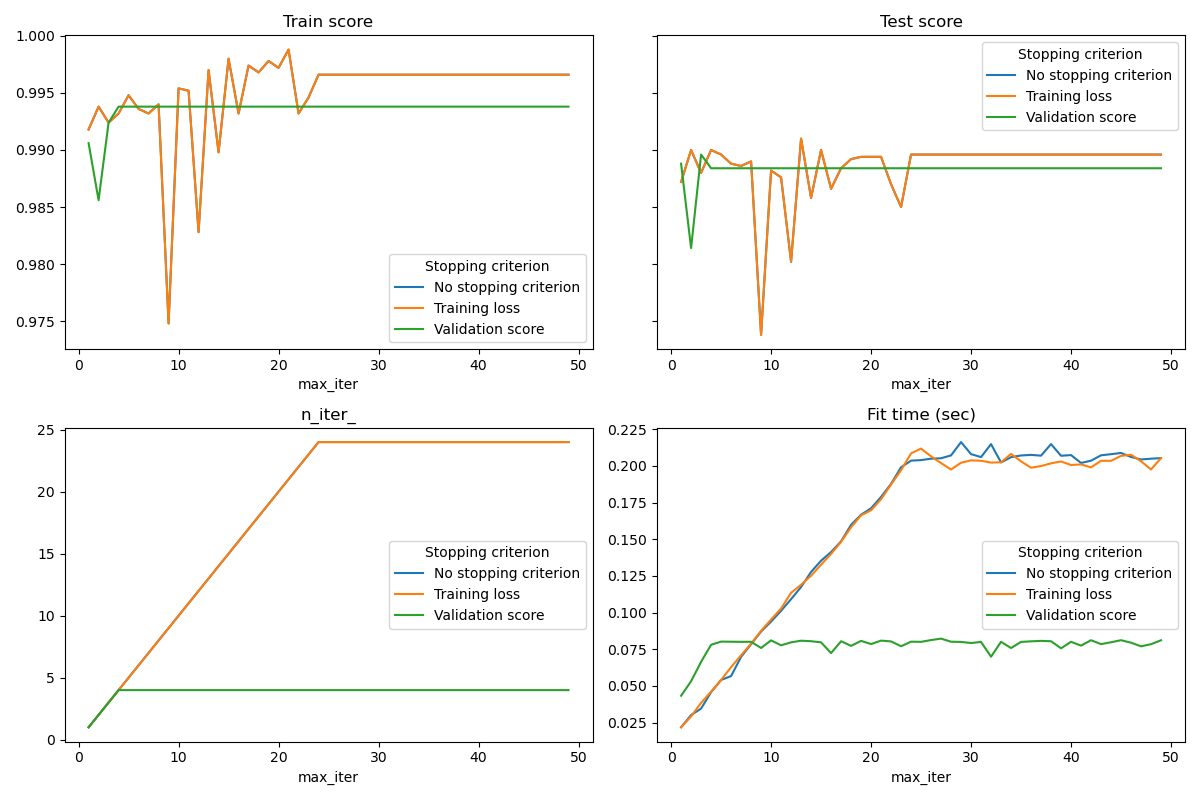 Train score
1.000
0.995
0.990
0.985
0.980
0.975
0 10 20 30 40 50
max_iter
Stopping criterion
No stopping criterion
Training loss
Validation score
Test score
Stopping criterion
No stopping criterion
Training loss
Validation score
0 10 20 30 40 50
max_iter
n_iter_
25
20
15
10
5
0
0 10 20 30 40 50
max_iter
Stopping criterion
No stopping criterion
Training loss
Validation score
Fit time (sec)
0.225
0.200
0.175
0.150
0.125
0.100
0.075
0.050
0.025
0 10 20 30 40 50
max_iter
Stopping criterion
No stopping criterion
Training loss
Validation score